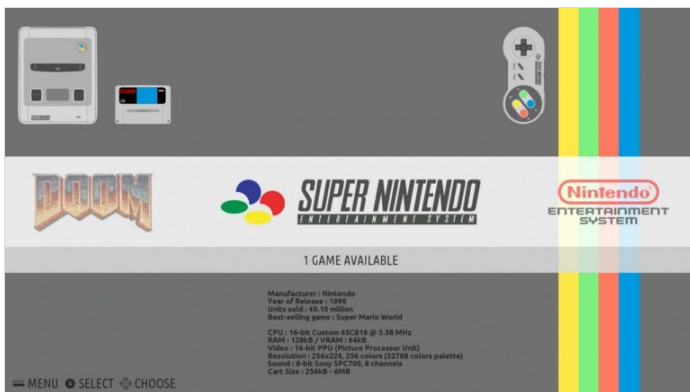 DOOM
SUPER NINTENDO
ENTERTAINMENT SYSTEM
Nintendo
ENTERTAINMENT
SYSTEM
1 GAME AVAILABLE
Manufacturer : Nintendo
Year of Release : 1990
Units sold : 49.10 million
Best-selling game : Super Mario World
CPU : 16-bit Custom 65C816 @ 3.58 MHz
RAM : 128kB / VRAM : 64kB
Video : 16-bit PPU (Picture Processor Unit)
Resolution : 256x224, 256 colors (32768 colors palette)
Sound : 8-bit Sony SPC700, 8 channels
Cart Size : 256kB - 6MB
MENU SELECT CHOOSE